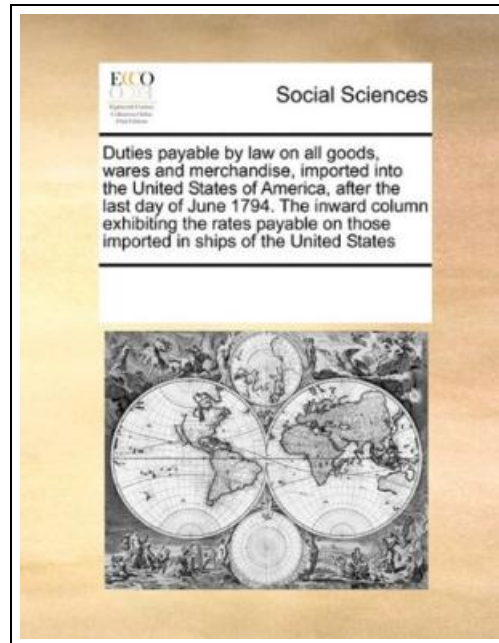 ECCO
Social Sciences
Duties payable by law on all goods,
wares and merchandise, imported into
the United States of America, after the
last day of June 1794. The inward column
exhibiting the rates payable on those
imported in ships of the United States